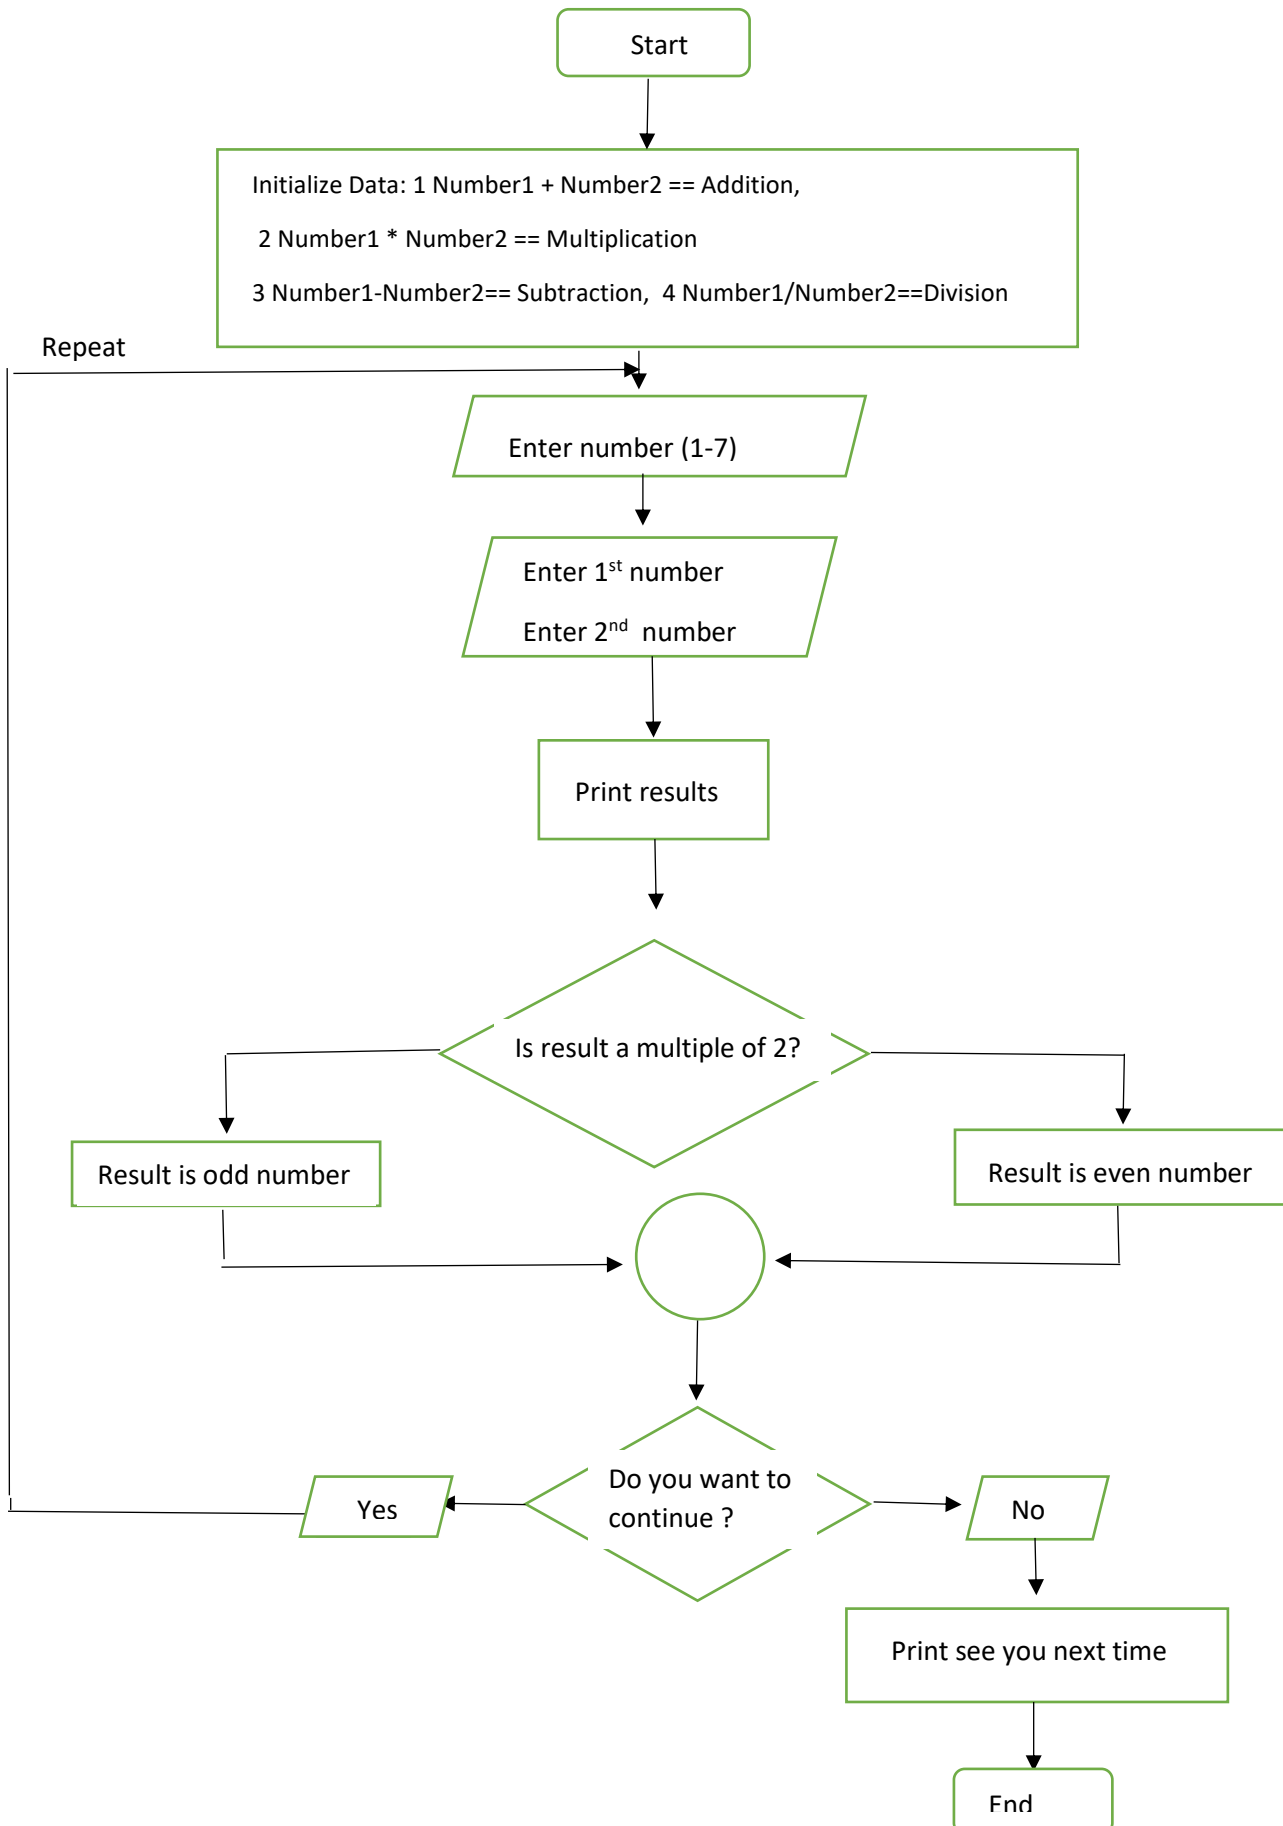 Start
Initialize Data: 1 Number1 + Number2 == Addition,
2 Number1 * Number2 == Multiplication
3 Number1-Number2== Subtraction,  4 Number1/Number2==Division
Repeat
Enter number (1-7)
Enter 1st number
Enter 2nd  number
Print results
Is result a multiple of 2?
Result is odd number
Result is even number
Do you want to
continue ?
Yes
No
Print see you next time
End